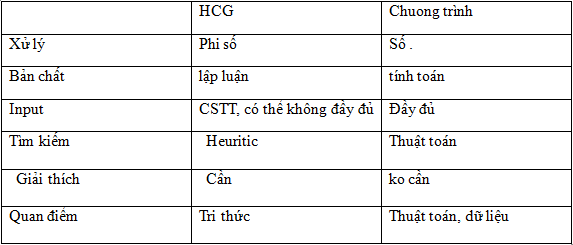 HCG Chuong trình
Xử lý Phi số Số .
Bản chất lập luận tính toán
Input CSTT, có thể không đầy đủ Đầy đủ
Tìm kiếm Heuritic Thuật toán
Giải thích Cần ko cần
Quan điểm Tri thức Thuật toán, dữ liệu